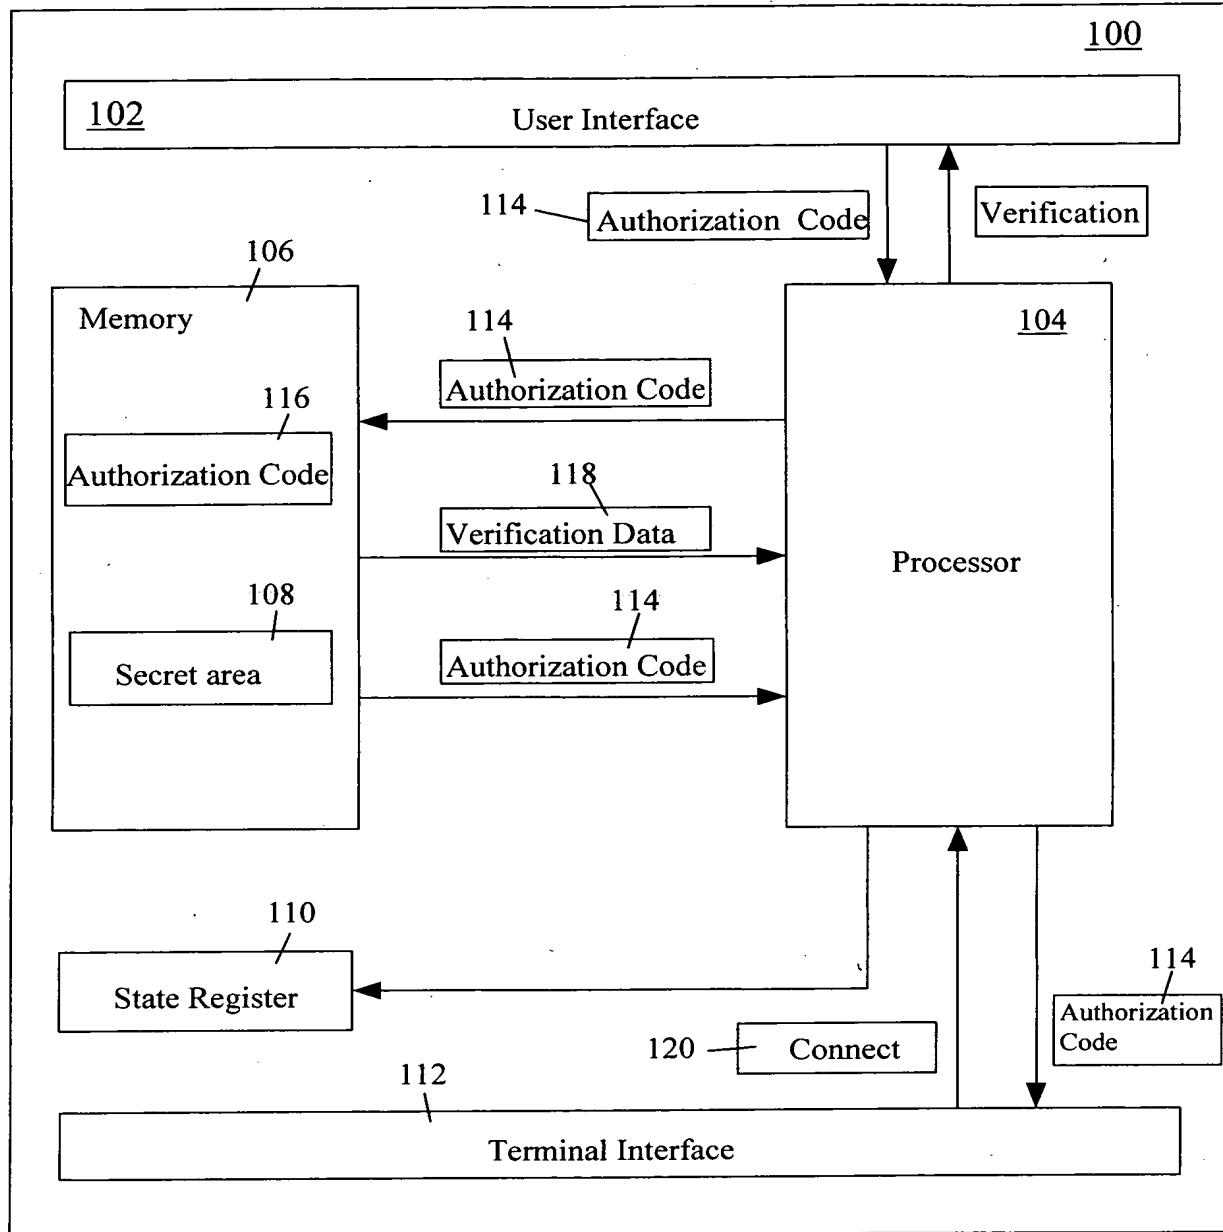 100
102
User Interface
114
Authorization Code
Verification
106
Memory
114
104
Authorization Code
116
Authorization Code
118
Verification Data
Processor
108
114
Secret area
Authorization Code
110
State Register
114
Authorization
Code
120
Connect
112
Terminal Interface